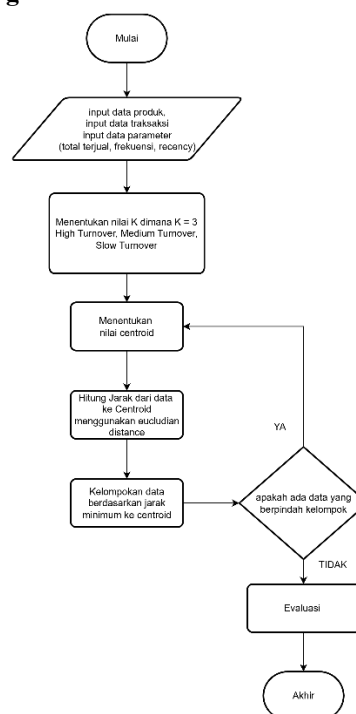 g
Mulai
input data produk,
input data traksaksi
input data parameter
(total terjual, frekuensi, recency)
Menentukan nilai K dimana K = 3
High Turnover, Medium Turnover,
Slow Turnover
Menentukan
nilai centroid
Hitung Jarak dari data
ke Centroid
menggunakan eucludian
distance
Kelompokan data
berdasarkan jarak
minimum ke centroid
YA
apakah ada data yang
berpindah kelompok
TIDAK
Evaluasi
Akhir